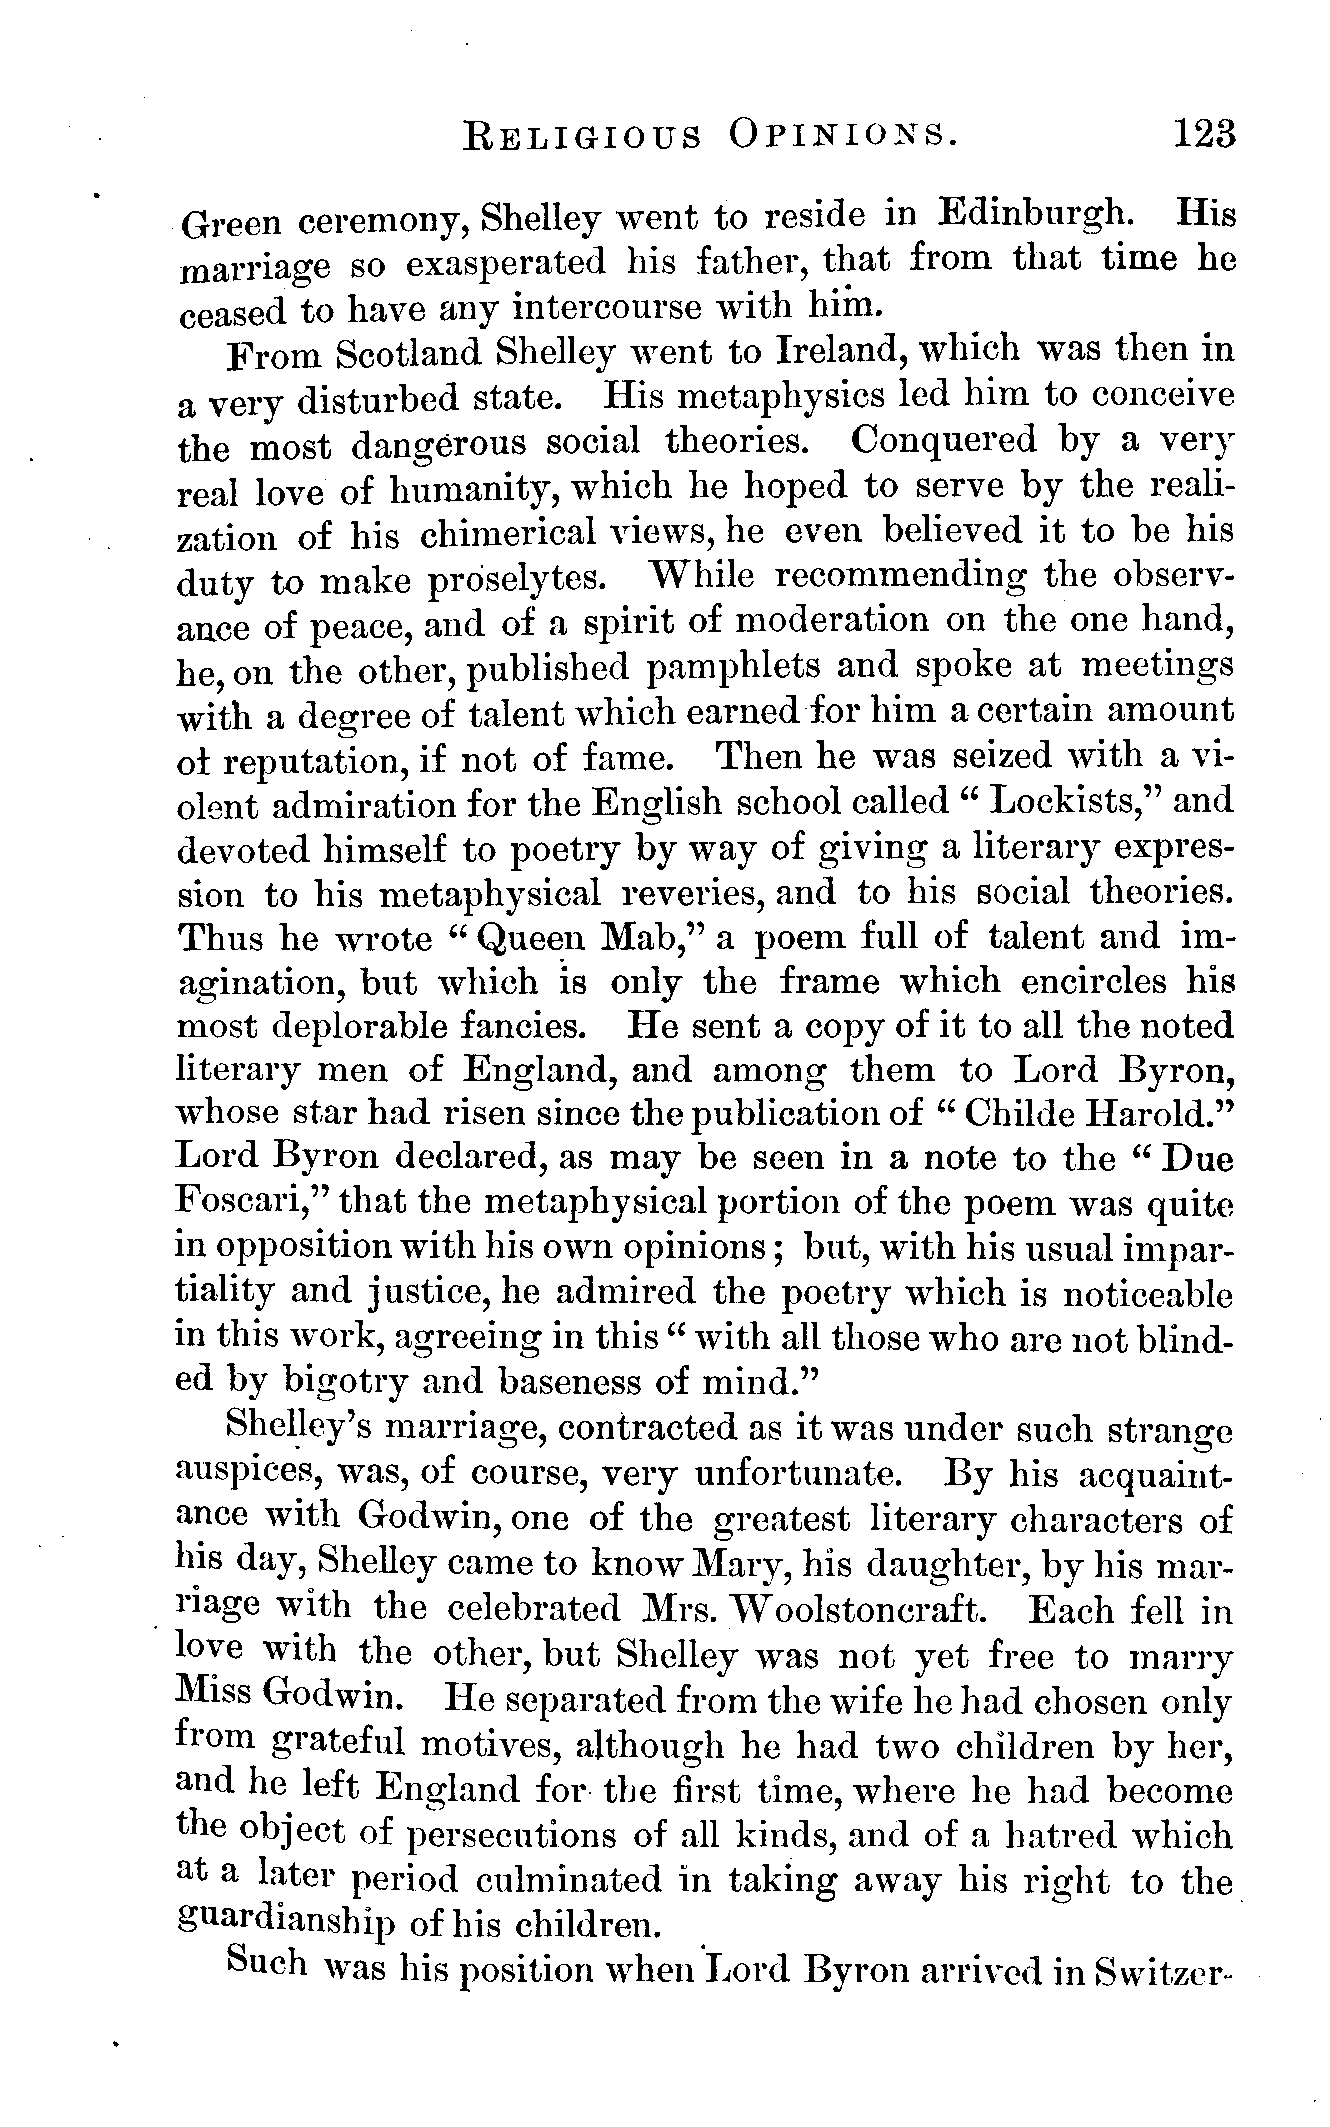 RELIGIOUS OPINIONS. 123
Green ceremony, Shelley went to reside in Edinburgh. His
marriage so exasperated his father, that from that time he
ceased to have any intercourse with him.
From Scotland Shelley went to Ireland, which was then in
a very disturbed state. His metaphysics led him to conceive
the most dangerous social theories. Conquered by a very
real love of humanity, which he hoped to serve by the reali-
zation of his chimerical views, he even believed it to be his
duty to make proselytes. While recommending the observ-
ance of peace, and of a spirit of moderation on the one hand,
he, on the other, published pamphlets and spoke at meetings
with a degree of talent which earned for him a certain amount
of reputation, if not of fame. Then he was seized with a vi-
olent admiration for the English school called “Lockists,” and
devoted himself to poetry by way of giving a literary expres-
sion to his metaphysical reveries, and to his social theories.
Thus he wrote “Queen Mab,” a poem full of talent and im-
agination, but which is only the frame which encircles his
most deplorable fancies. He sent a copy of it to all the noted
literary men of England, and among them to Lord Byron,
whose star had risen since the publication of “Childe Harold.”
Lord Byron declared, as may be seen in a note to the “Due
Foscari,” that the metaphysical portion of the poem was quite
in opposition with his own opinions; but, with his usual impar-
tiality and justice, he admired the poetry which is noticeable
in this work, agreeing in this “with all those who are not blind-
ed by bigotry and baseness of mind.”
Shelley's marriage, contracted as it was under such strange
auspices, was, of course, very unfortunate. By his acquaint-
ance with Godwin, one of the greatest literary characters of
his day, Shelley came to know Mary, his daughter, by his mar-
riage with the celebrated Mrs. Woolstoncraft. Each fell in
love with the other, but Shelley was not yet free to marry
Miss Godwin. He separated from the wife he had chosen only
from grateful motives, although he had two children by her,
and he left England for the first time, where he had become
the object of persecutions of all kinds, and of a hatred which
at a later period culminated in taking away his right to the
guardianship of his children.
Such was his position when Lord Byron arrived in Switzer-